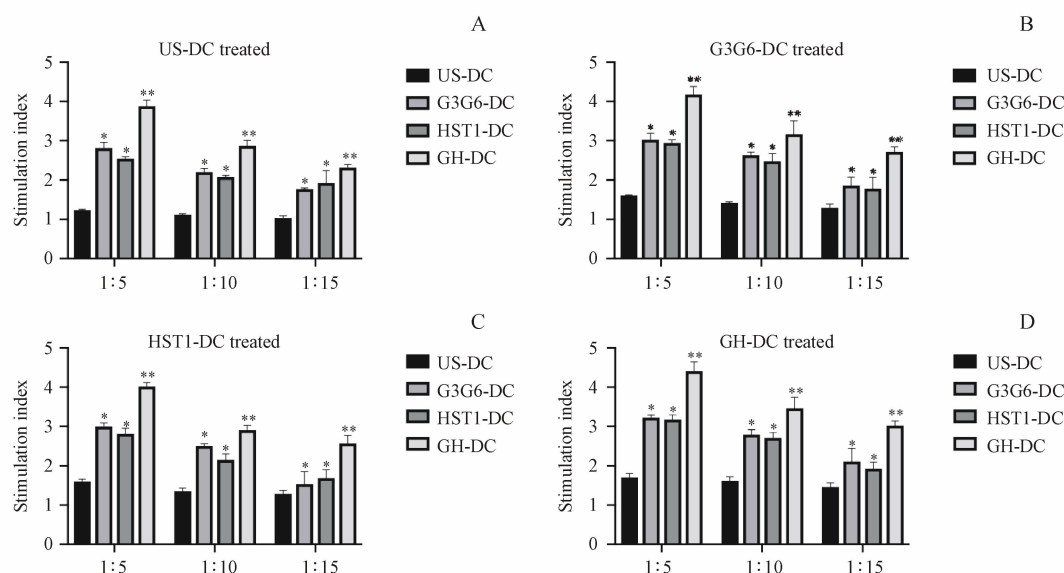 A
US-DC treated
Stimulation index
5
4
3
2
1
0
* * **
* * **
* * **
1∶5 1∶10 1∶15
US-DC
G3G6-DC
HST1-DC
GH-DC
B
G3G6-DC treated
Stimulation index
5
4
3
2
1
0
* * **
* * **
* * **
1∶5 1∶10 1∶15
US-DC
G3G6-DC
HST1-DC
GH-DC
C
HST1-DC treated
Stimulation index
5
4
3
2
1
0
* * **
* * **
* * **
1∶5 1∶10 1∶15
US-DC
G3G6-DC
HST1-DC
GH-DC
D
GH-DC treated
Stimulation index
5
4
3
2
1
0
* * **
* * **
* * **
1∶5 1∶10 1∶15
US-DC
G3G6-DC
HST1-DC
GH-DC